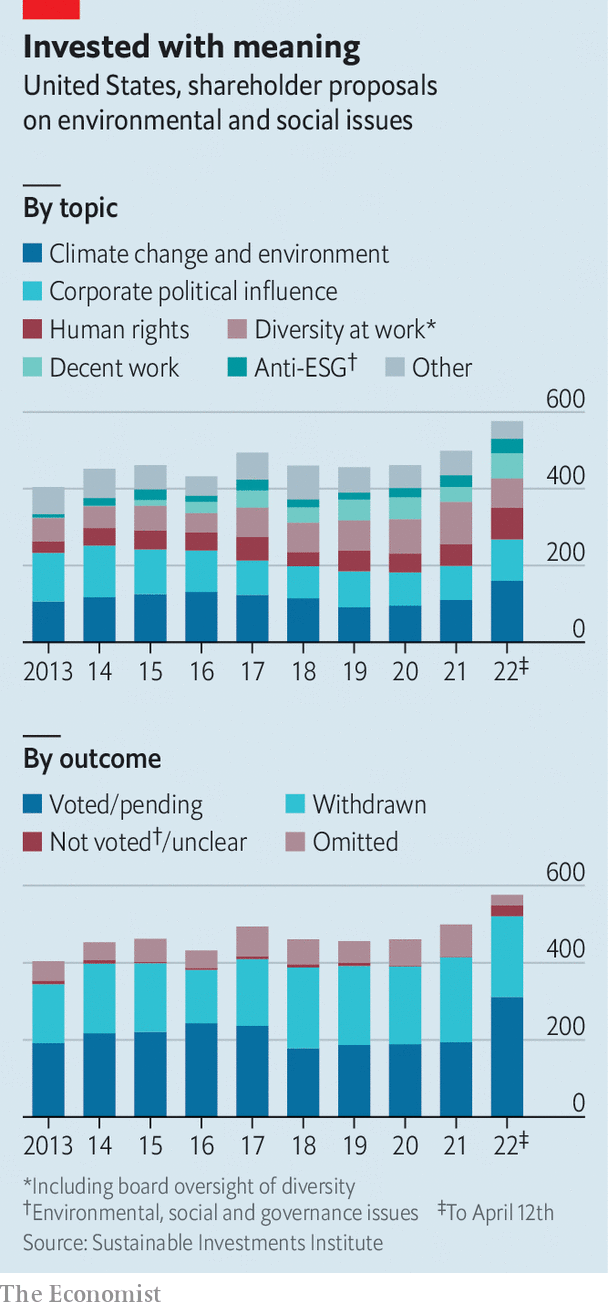 Invested with meaning
United States, shareholder proposals
on environmental and social issues
By topic
Climate change and environment
Corporate political influence
Human rights Diversity at work*
Decent work Anti-ESG† Other
600
400
200
0
2013 14 15 16 17 18 19 20 21 22‡
By outcome
Voted/pending Withdrawn
Not voted†/unclear Omitted
600
400
200
0
2013 14 15 16 17 18 19 20 21 22‡
*Including board oversight of diversity
†Environmental, social and governance issues ‡To April 12th
Source: Sustainable Investments Institute
The Economist